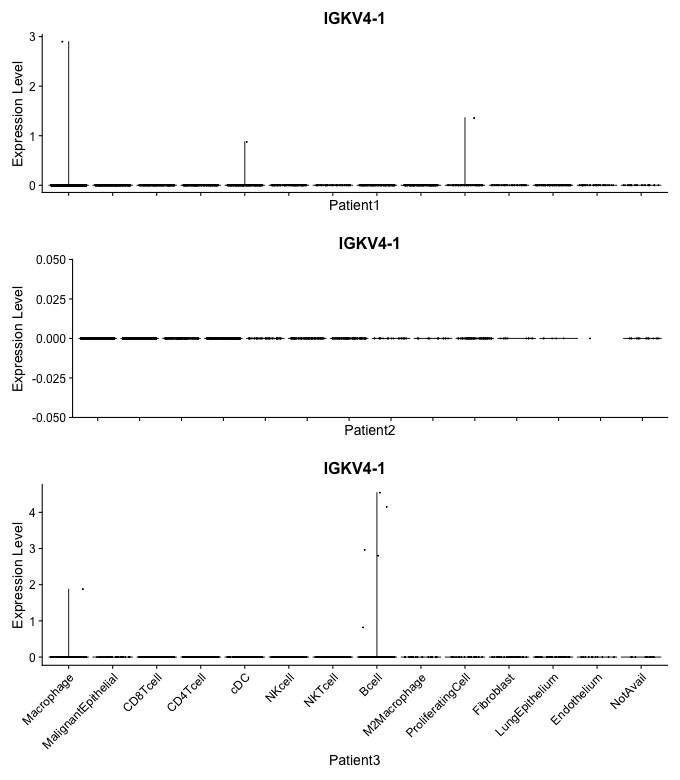 IGKV4-1
Expression Level
3
2
1
0
Patient1
IGKV4-1
Expression Level
0.050
0.025
0.000
-0.025
-0.050
Patient2
IGKV4-1
Expression Level
4
3
2
1
0
Macrophage
MalignantEpithelial
CD8Tcell
CD4Tcell
cDC
NKcell
NKTcell
Bcell
M2Macrophage
ProliferatingCell
Fibroblast
LungEpithelium
Endothelium
NotAvail
Patient3